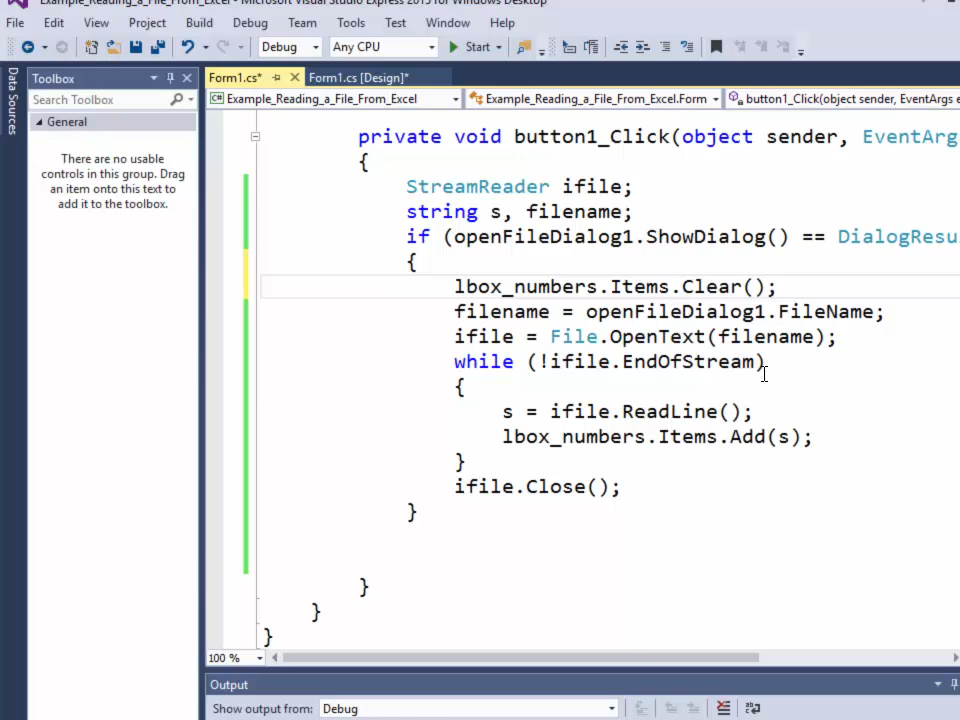 Example_Reading_a_File_From_Excel - Microsoft Visual Studio Express 2015 for Windows Desktop
File Edit View Project Build Debug Team Tools Test Window Help
Debug Any CPU Start
Data Sources
Toolbox
Search Toolbox
General
There are no usable
controls in this group. Drag
an item onto this text to
add it to the toolbox.
Form1.cs* Form1.cs [Design]*
Example_Reading_a_File_From_Excel Example_Reading_a_File_From_Excel.Form button1_Click(object sender, EventArgs e
private void button1_Click(object sender, EventArg
{
StreamReader ifile;
string s, filename;
if (openFileDialog1.ShowDialog() == DialogResu
{
lbox_numbers.Items.Clear();
filename = openFileDialog1.FileName;
ifile = File.OpenText(filename);
while (!ifile.EndOfStream)
{
s = ifile.ReadLine();
lbox_numbers.Items.Add(s);
}
ifile.Close();
}
}
}
}
100 %
Output
Show output from: Debug